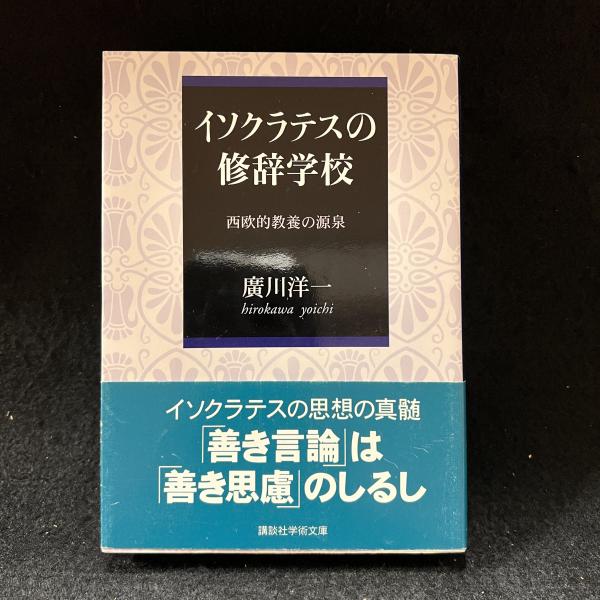 イソクラテスの
修辞学校
西欧的教養の源泉
廣川洋一
hirokawa yoichi
イソクラテスの思想の真髄
「善き言論」は
「善き思慮」のしるし
講談社学術文庫